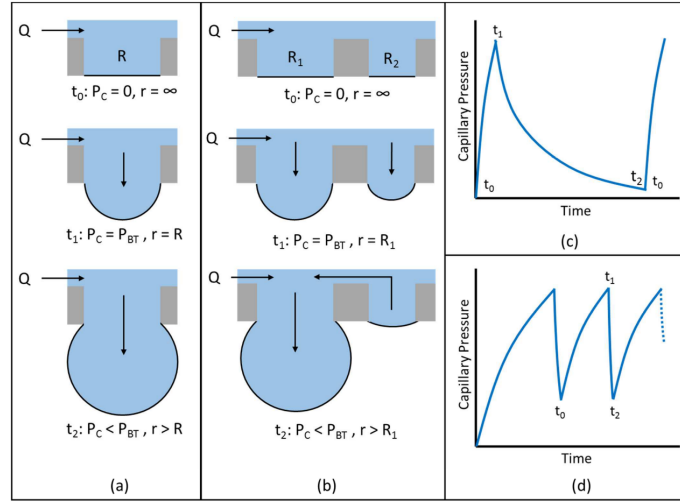 Q
R
t₀: P_C = 0, r = ∞
Q
t₁: P_C = P_BT , r = R
Q
t₂: P_C < P_BT, r > R
(a)
Q
R₁
R₂
t₀: P_C = 0, r = ∞
Q
t₁: P_C = P_BT , r = R₁
Q
t₂: P_C < P_BT, r > R₁
(b)
Capillary Pressure
t₁
t₀
t₂
t₀
Time
(c)
Capillary Pressure
t₁
t₀
t₂
Time
(d)